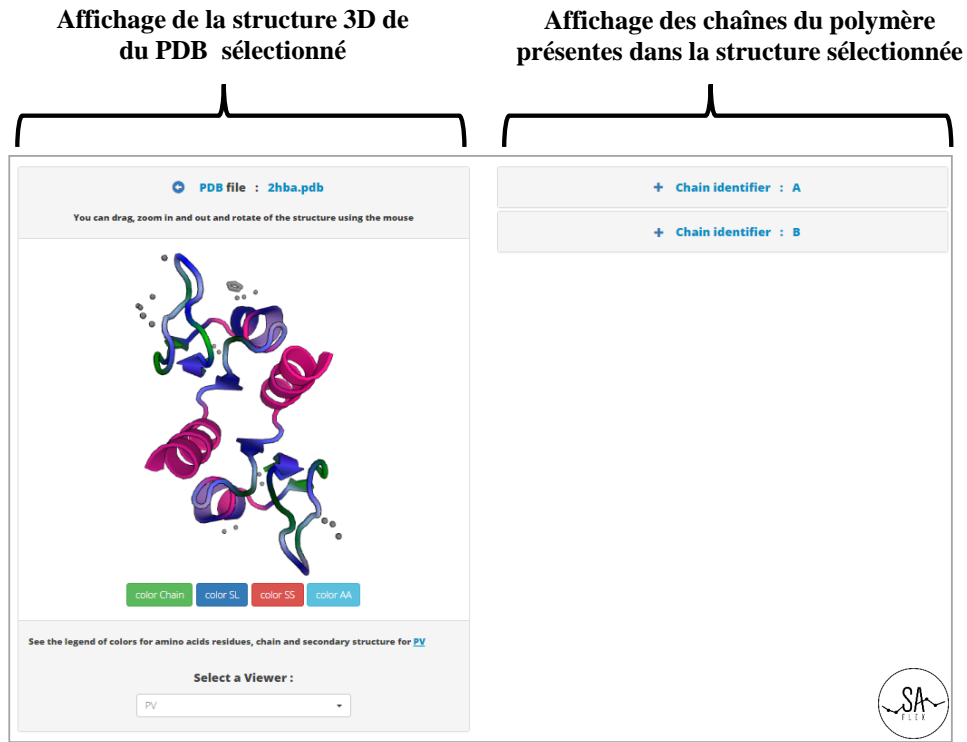 Affichage de la structure 3D de
du PDB sélectionné
Affichage des chaînes du polymère
présentes dans la structure sélectionnée
PDB file : 2hba.pdb
You can drag, zoom in and out and rotate of the structure using the mouse
color Chain color SL color SS color AA
See the legend of colors for amino acids residues, chain and secondary structure for PV
Select a Viewer :
PV
+ Chain identifier : A
+ Chain identifier : B
SA
FLEX